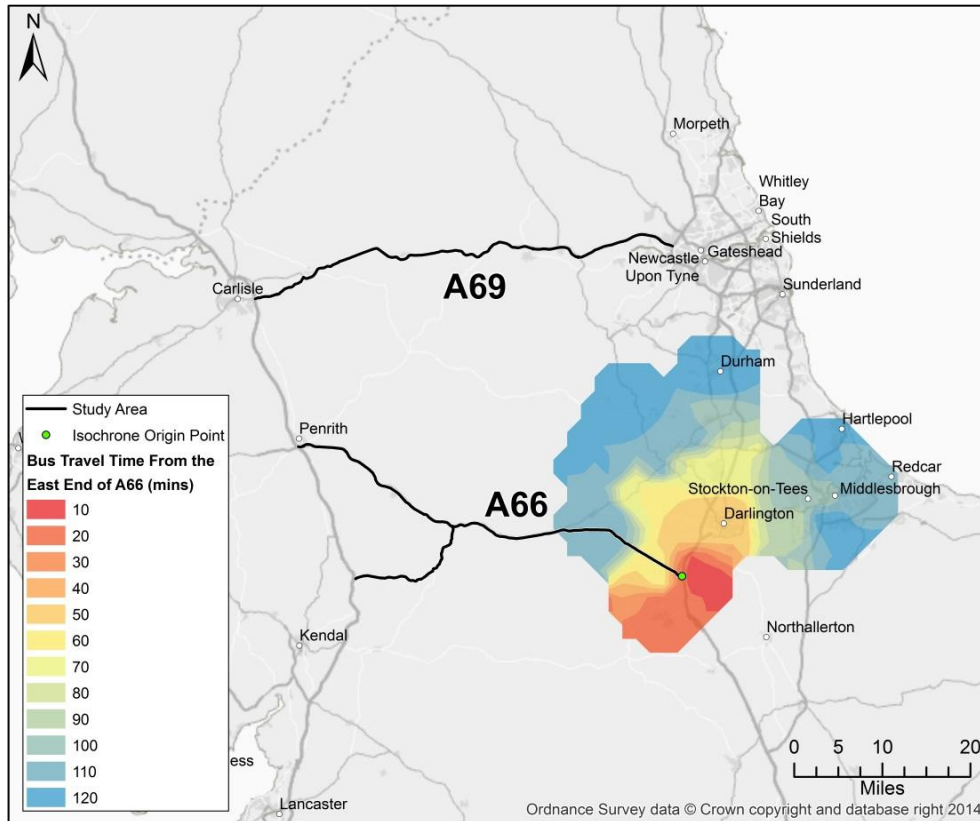 N
Morpeth
Whitley
Bay
South
Shields
Gateshead
Newcastle
Upon Tyne
Carlisle
A69
Sunderland
Durham
Study Area
Isochrone Origin Point
Bus Travel Time From the
East End of A66 (mins)
10
20
30
40
50
60
70
80
90
100
110
120
Penrith
Hartlepool
Redcar
A66
Stockton-on-Tees
Middlesbrough
Darlington
Northallerton
Kendal
ess
Lancaster
0 5 10 20
Miles
Ordnance Survey data © Crown copyright and database right 2014